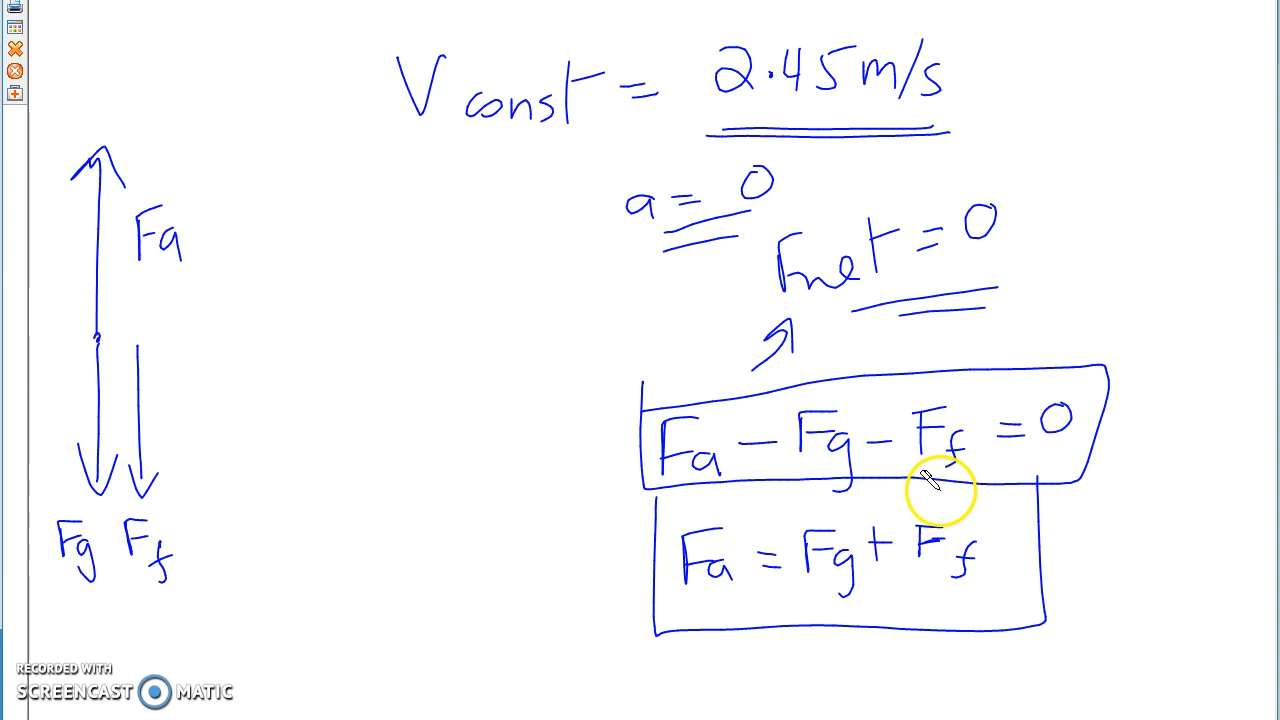 V const = 2.45 m/s
a = 0
Fnet = 0
Fa
Fa - Fg - Ff = 0
Fg Ff
Fa = Fg + Ff
RECORDED WITH
SCREENCAST MATIC